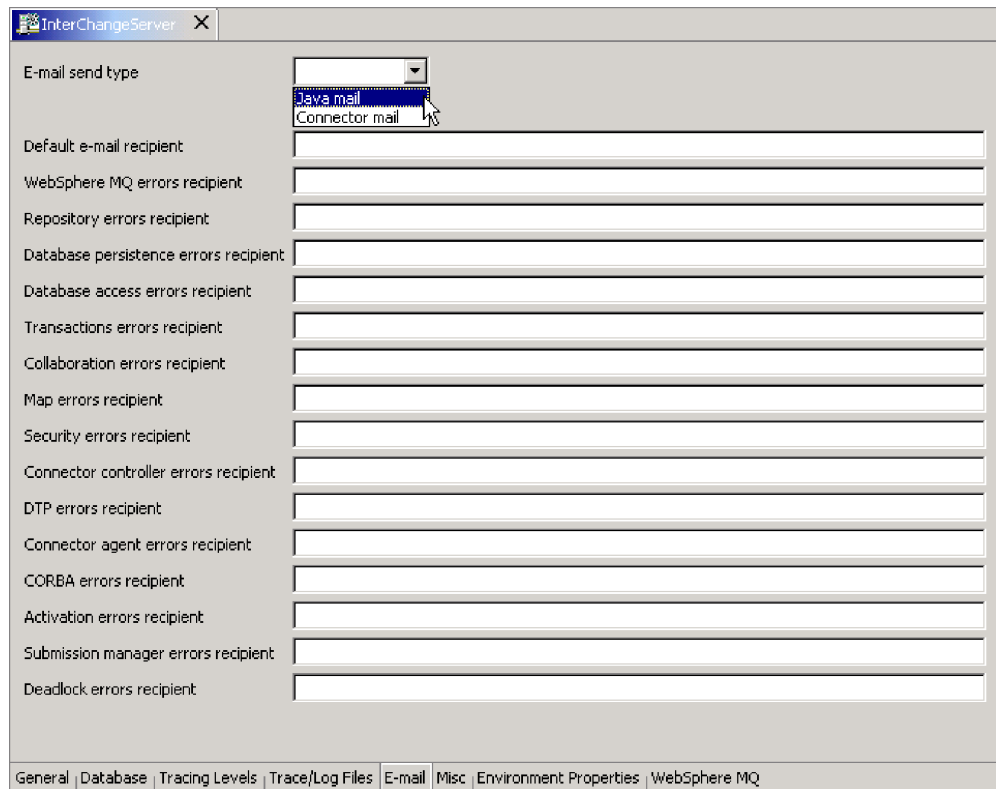 InterChangeServer
E-mail send type
Java mail
Connector mail
Default e-mail recipient
WebSphere MQ errors recipient
Repository errors recipient
Database persistence errors recipient
Database access errors recipient
Transactions errors recipient
Collaboration errors recipient
Map errors recipient
Security errors recipient
Connector controller errors recipient
DTP errors recipient
Connector agent errors recipient
CORBA errors recipient
Activation errors recipient
Submission manager errors recipient
Deadlock errors recipient
General Database Tracing Levels Trace/Log Files E-mail Misc Environment Properties WebSphere MQ